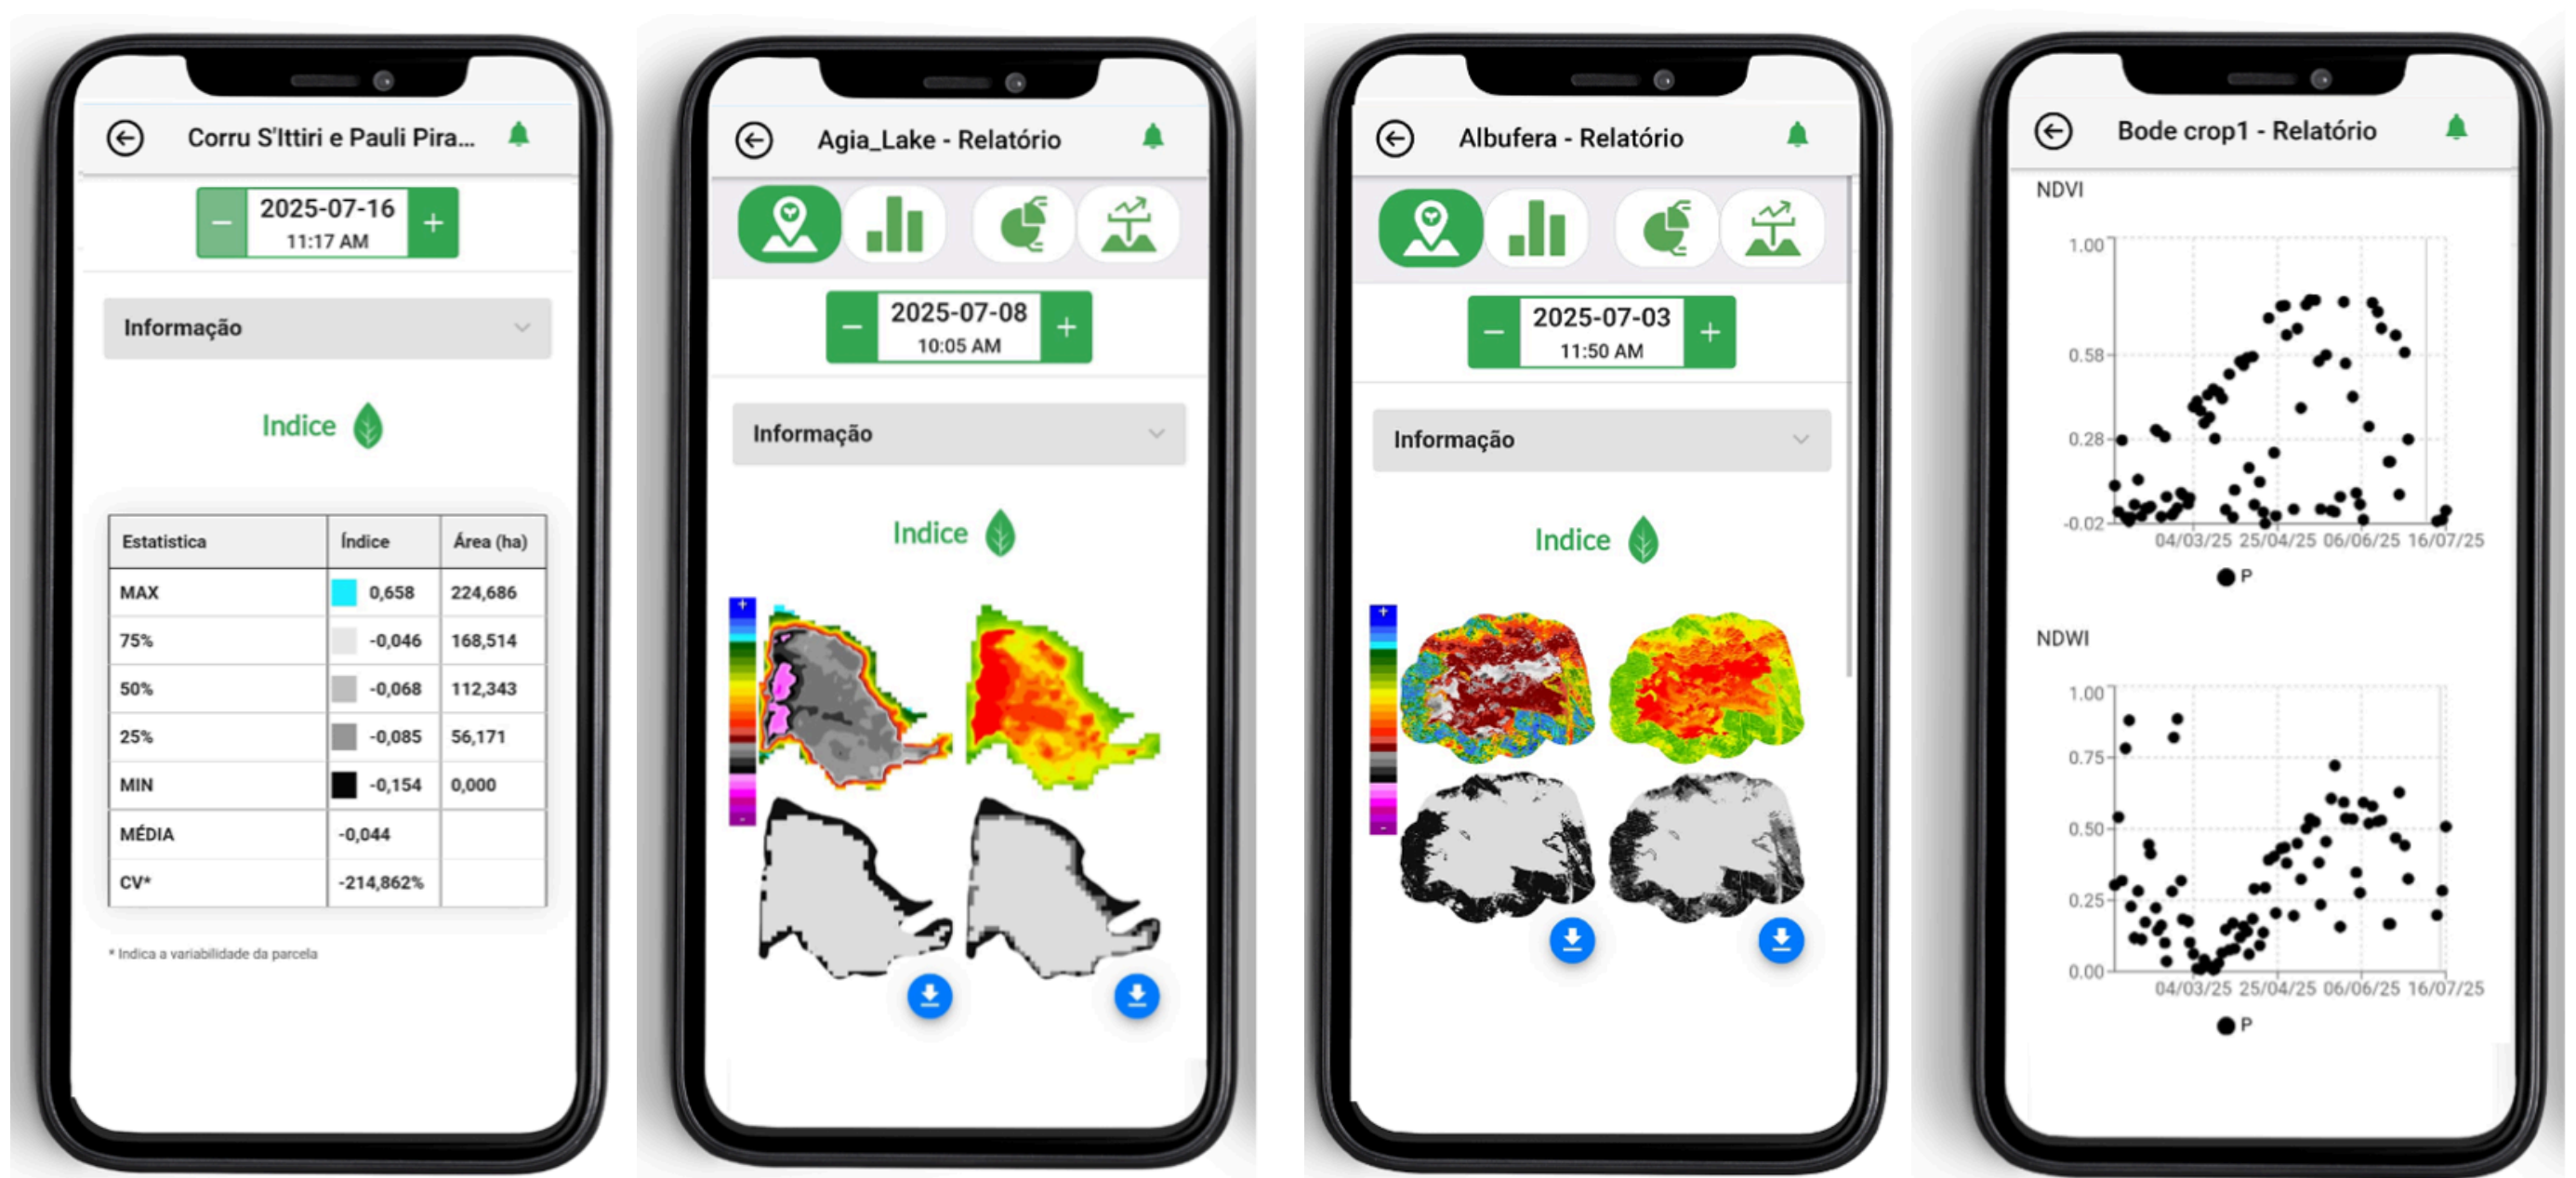 Corru S'Ittiri e Pauli Pira...
2025-07-16
11:17 AM
Informação
Indice
Estatistica Índice Área (ha)
MAX 0,658 224,686
75% -0,046 168,514
50% -0,068 112,343
25% -0,085 56,171
MIN -0,154 0,000
MÉDIA -0,044
CV* -214,862%
* Indica a variabilidade da parcela
Agia_Lake - Relatório
2025-07-08
10:05 AM
Informação
Indice
Albufera - Relatório
2025-07-03
11:50 AM
Informação
Indice
Bode crop1 - Relatório
NDVI
1.00
0.58
0.28
-0.02
04/03/25 25/04/25 06/06/25 16/07/25
P
NDWI
1.00
0.75
0.50
0.25
0.00
04/03/25 25/04/25 06/06/25 16/07/25
P